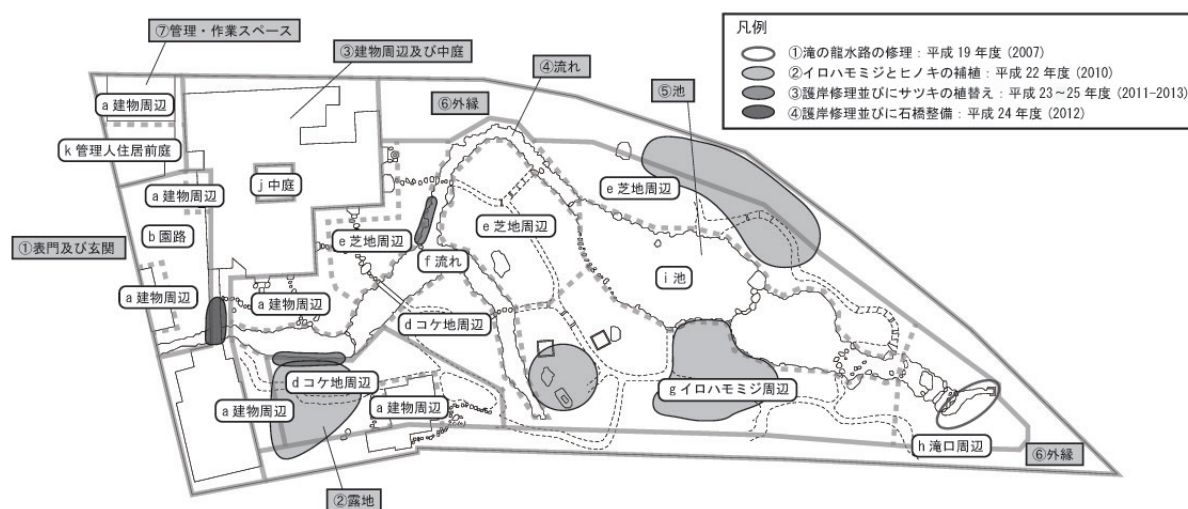 ⑦管理・作業スペース
③建物周辺及び中庭
④流れ
⑥外縁
⑤池
凡例
①滝の龍水路の修理：平成 19 年度 (2007)
②イロハモミジとヒノキの補植：平成 22 年度 (2010)
③護岸修理並びにサツキの植替え：平成 23～25 年度 (2011-2013)
④護岸修理並びに石橋整備：平成 24 年度 (2012)
a 建物周辺
k 管理人住居前庭
a 建物周辺
j 中庭
b 園路
①表門及び玄関
e 芝地周辺
e 芝地周辺
e 芝地周辺
f 流れ
i 池
a 建物周辺
a 建物周辺
d コケ地周辺
d コケ地周辺
g イロハモミジ周辺
a 建物周辺
a 建物周辺
h 滝口周辺
⑥外縁
②露地